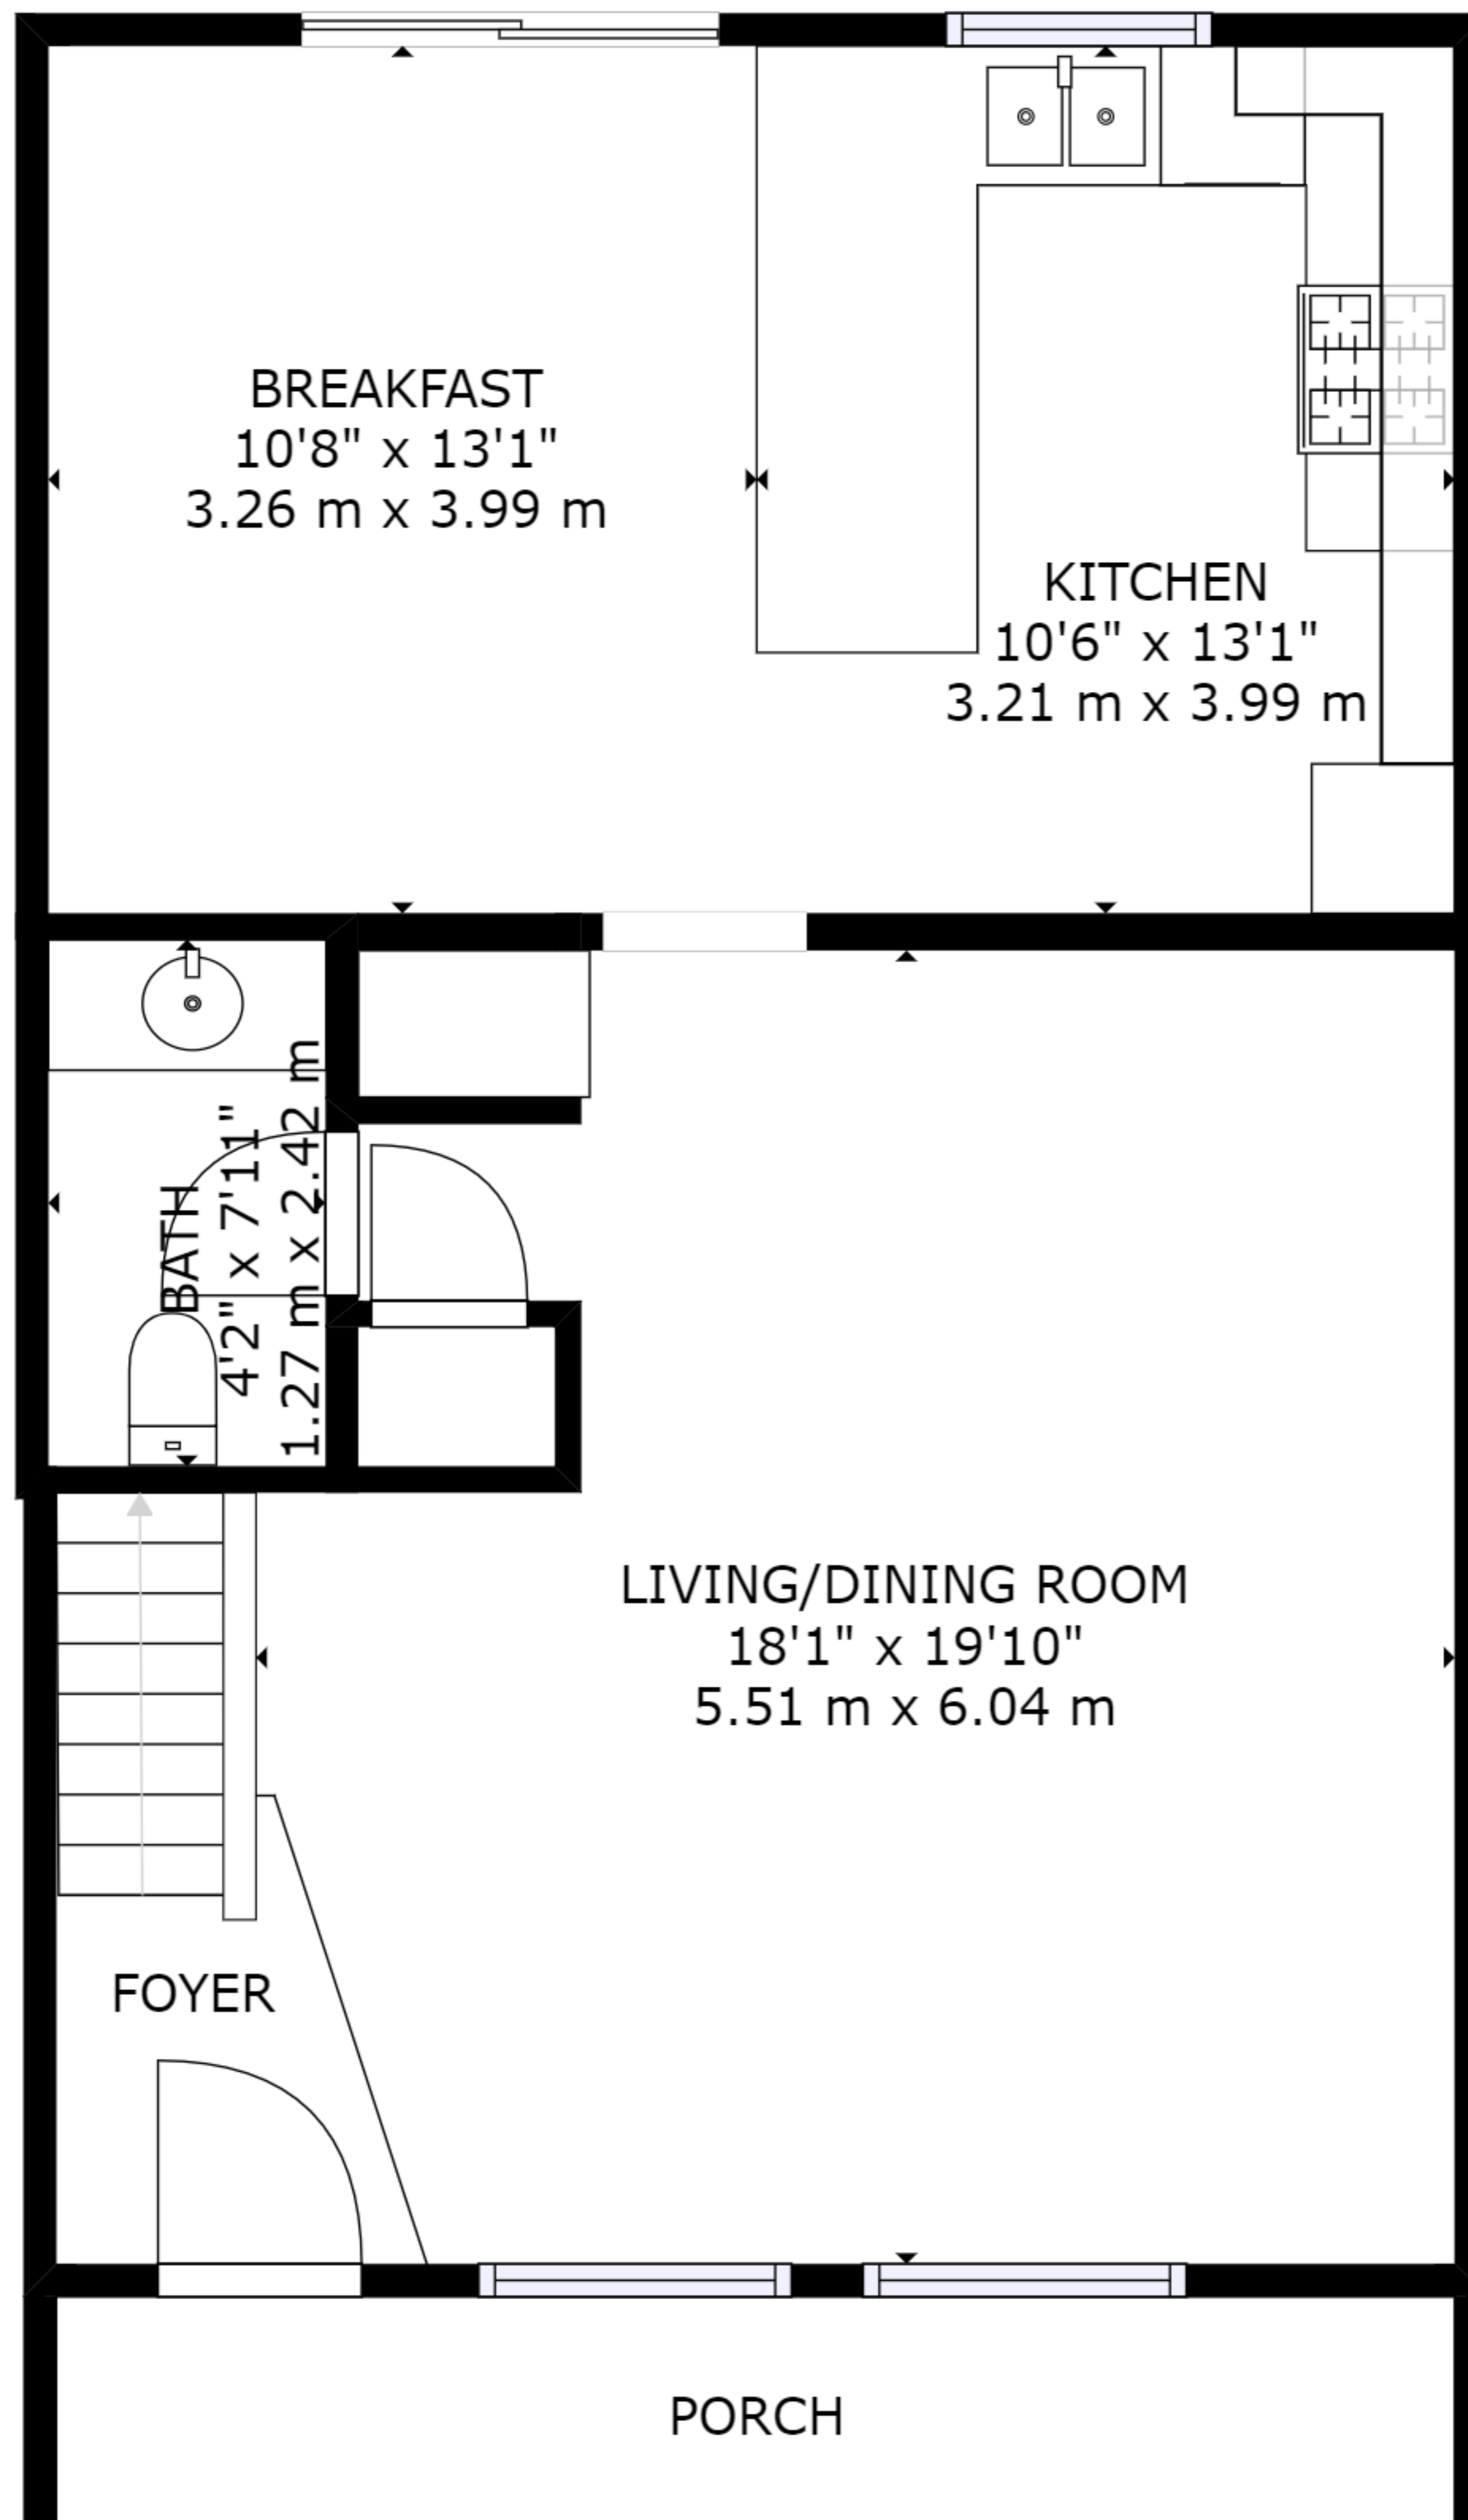 BREAKFAST
10'8" x 13'1"
3.26 m x 3.99 m
KITCHEN
10'6" x 13'1"
3.21 m x 3.99 m
BATH
4'2" x 7'11"
1.27 m x 2.42 m
LIVING/DINING ROOM
18'1" x 19'10"
5.51 m x 6.04 m
FOYER
PORCH